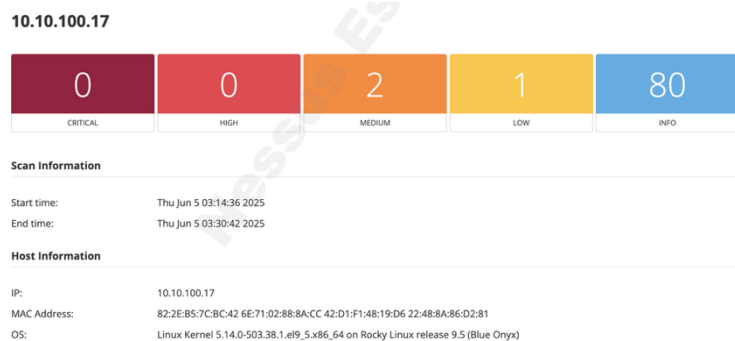 10.10.100.17
0 0 2 1 80
CRITICAL HIGH MEDIUM LOW INFO
Scan Information
Start time: Thu Jun 5 03:14:36 2025
End time: Thu Jun 5 03:30:42 2025
Host Information
IP: 10.10.100.17
MAC Address: 82:2E:B5:7C:BC:42 6E:71:02:88:8A:CC 42:D1:F1:48:19:D6 22:48:8A:86:D2:81
OS: Linux Kernel 5.14.0-503.38.1.el9_5.x86_64 on Rocky Linux release 9.5 (Blue Onyx)
Nessus Es